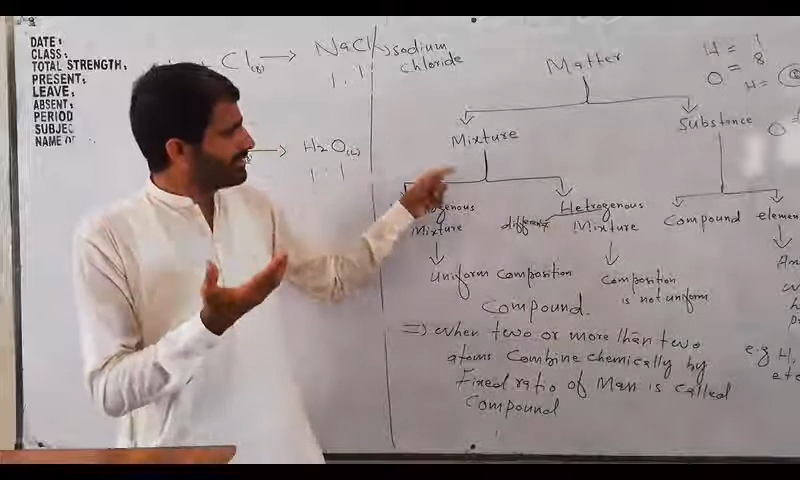 DATE:
CLASS:
TOTAL STRENGTH:
PRESENT:
LEAVE:
ABSENT:
PERIOD
SUBJEC
NAME OF
Cl(g) → NaCl, sodium
chloride
1 : 1
→ H2O(L)
1 : 1
Matter
Mixture
Substance
Mixture
different
Hetrogenous
Mixture
Compound
elemen
Uniform composition
Composition
is not uniform
Compound.
⇒ when two or more than two
atoms Combine chemically by
Fixed ratio of Mass is called
Compound
H = 1
O = 8
H =
O
e.g H,
etc